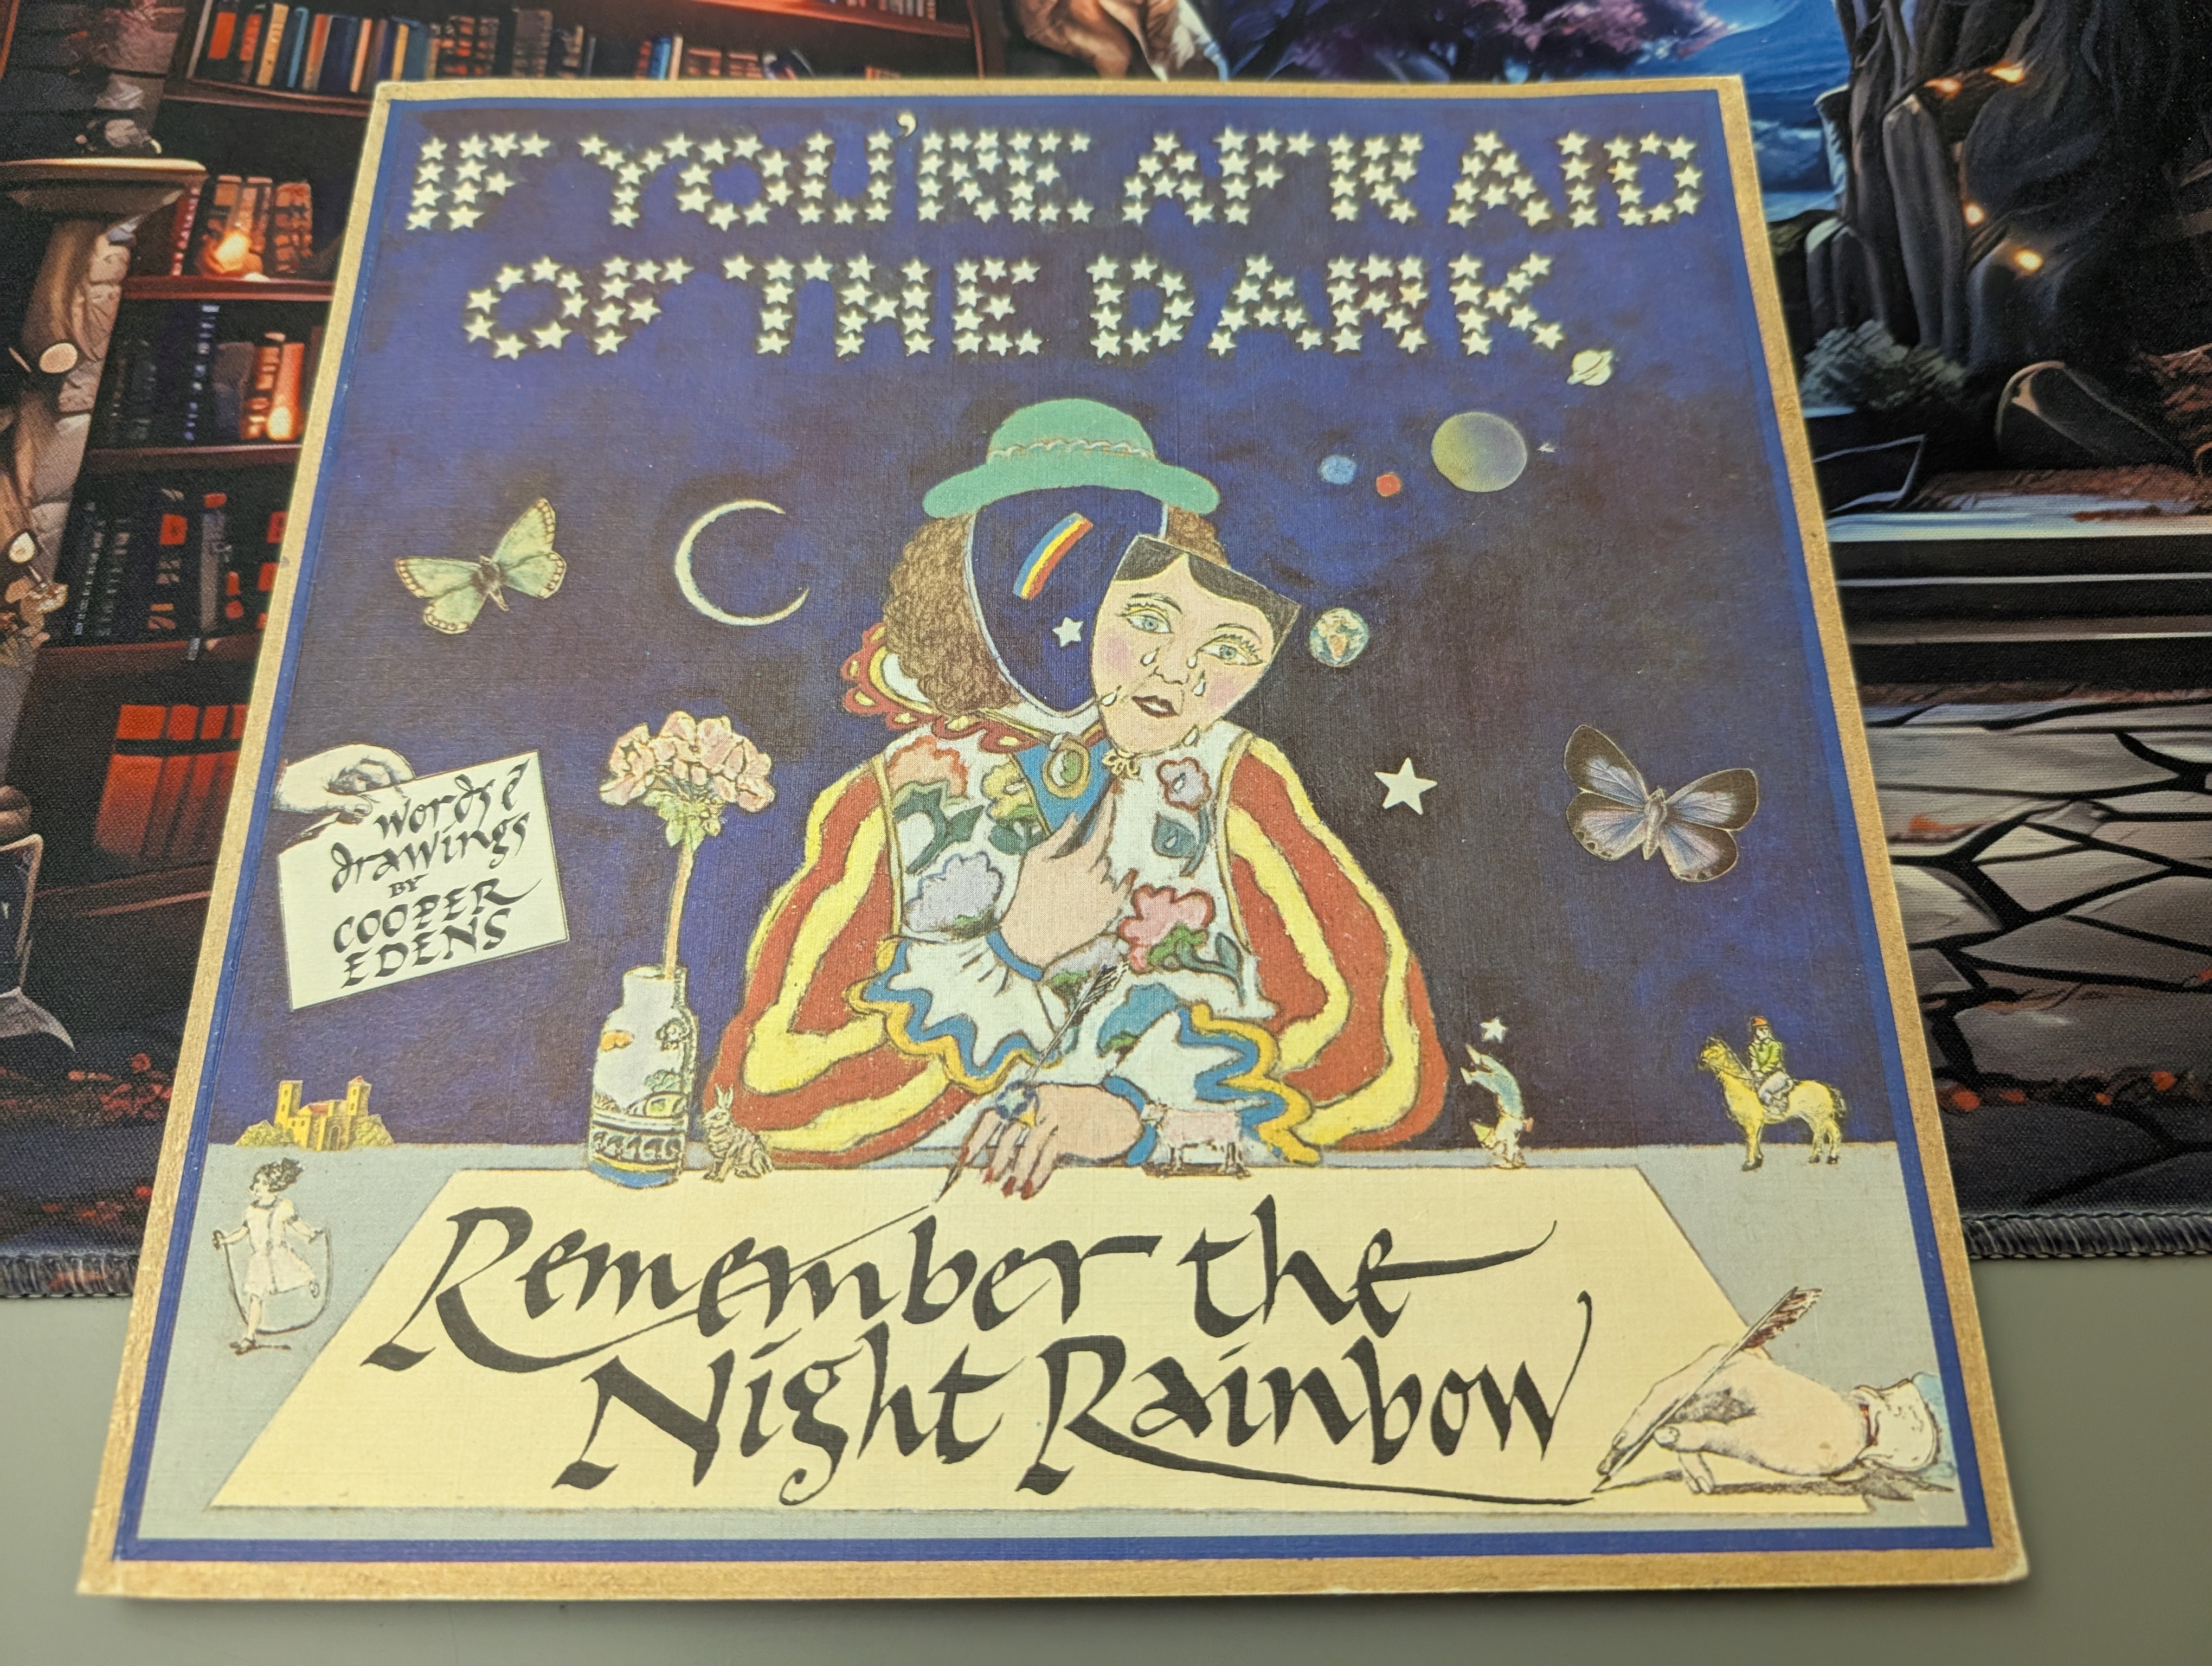 IF YOU'RE AFRAID
OF THE DARK,
words &
drawings
BY
COOPER
EDENS
Remember the
Night Rainbow